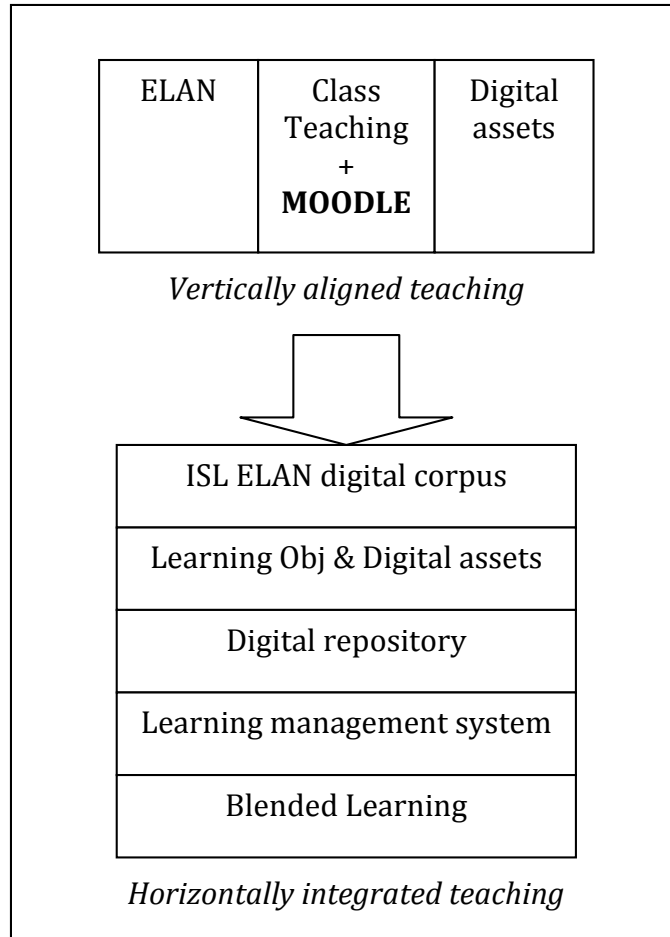 ELAN
Class
Teaching
+
MOODLE
Digital
assets
Vertically aligned teaching
ISL ELAN digital corpus
Learning Obj & Digital assets
Digital repository
Learning management system
Blended Learning
Horizontally integrated teaching